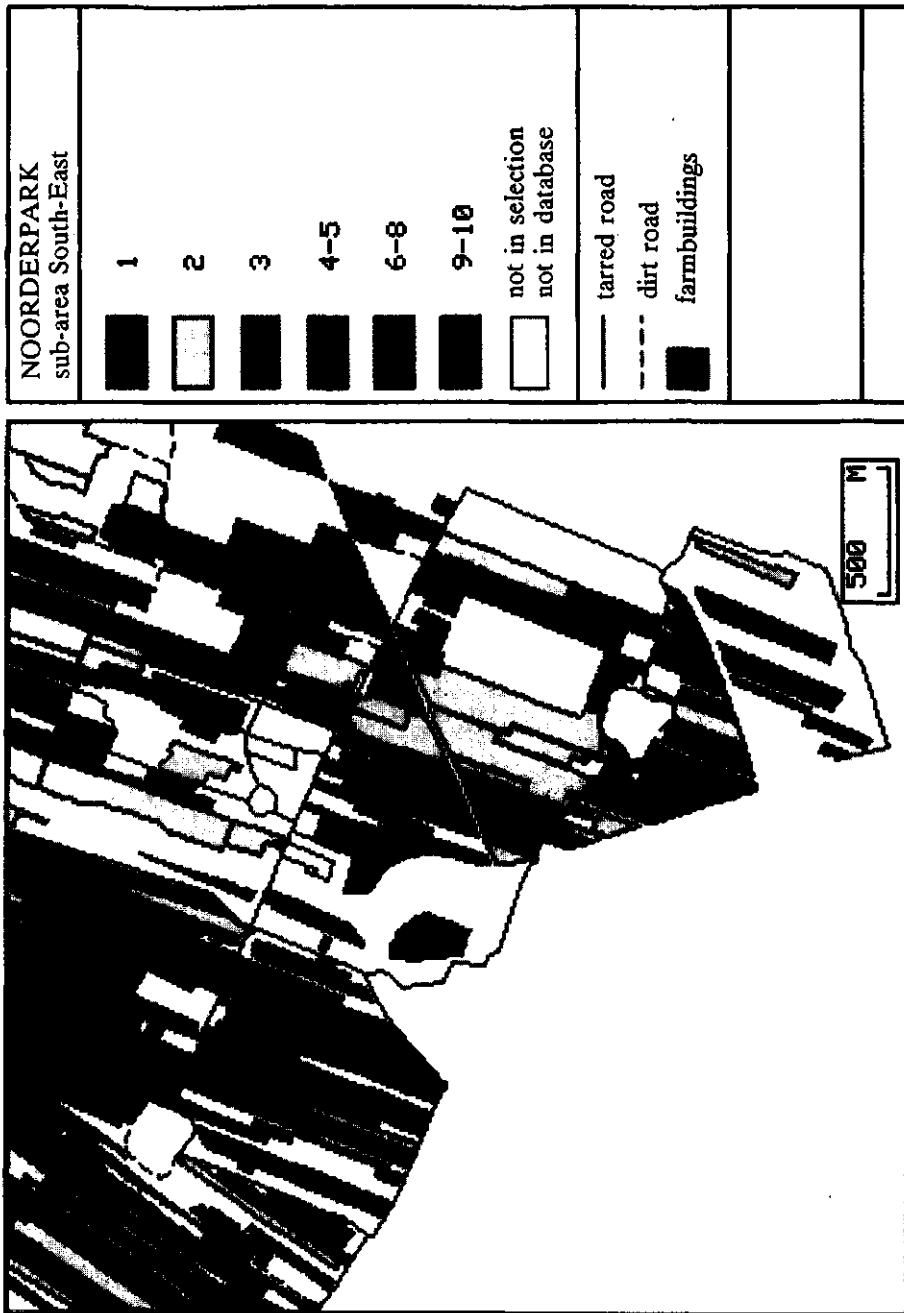 NOORDERPARK
sub-area South-East
1
2
3
4-5
6-8
9-10
not in selection
not in database
tarred road
dirt road
farmbuildings
500 M